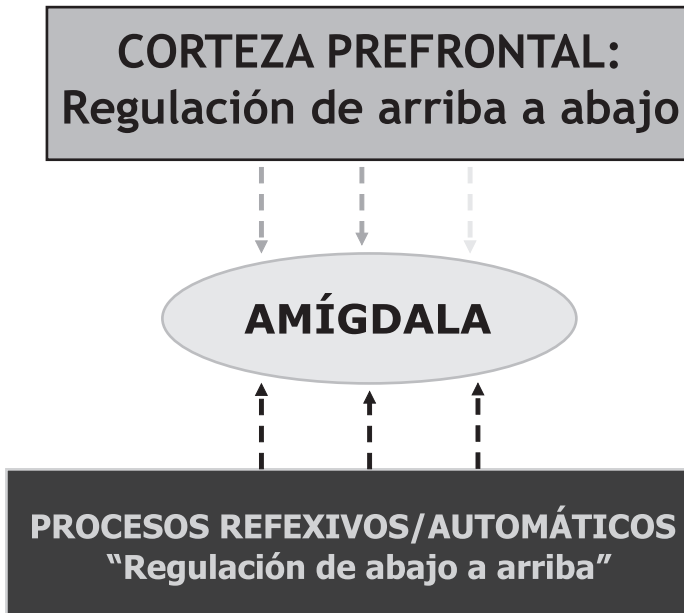 CORTEZA PREFRONTAL:
Regulación de arriba a abajo
AMÍGDALA
PROCESOS REFEXIVOS/AUTOMÁTICOS
“Regulación de abajo a arriba”